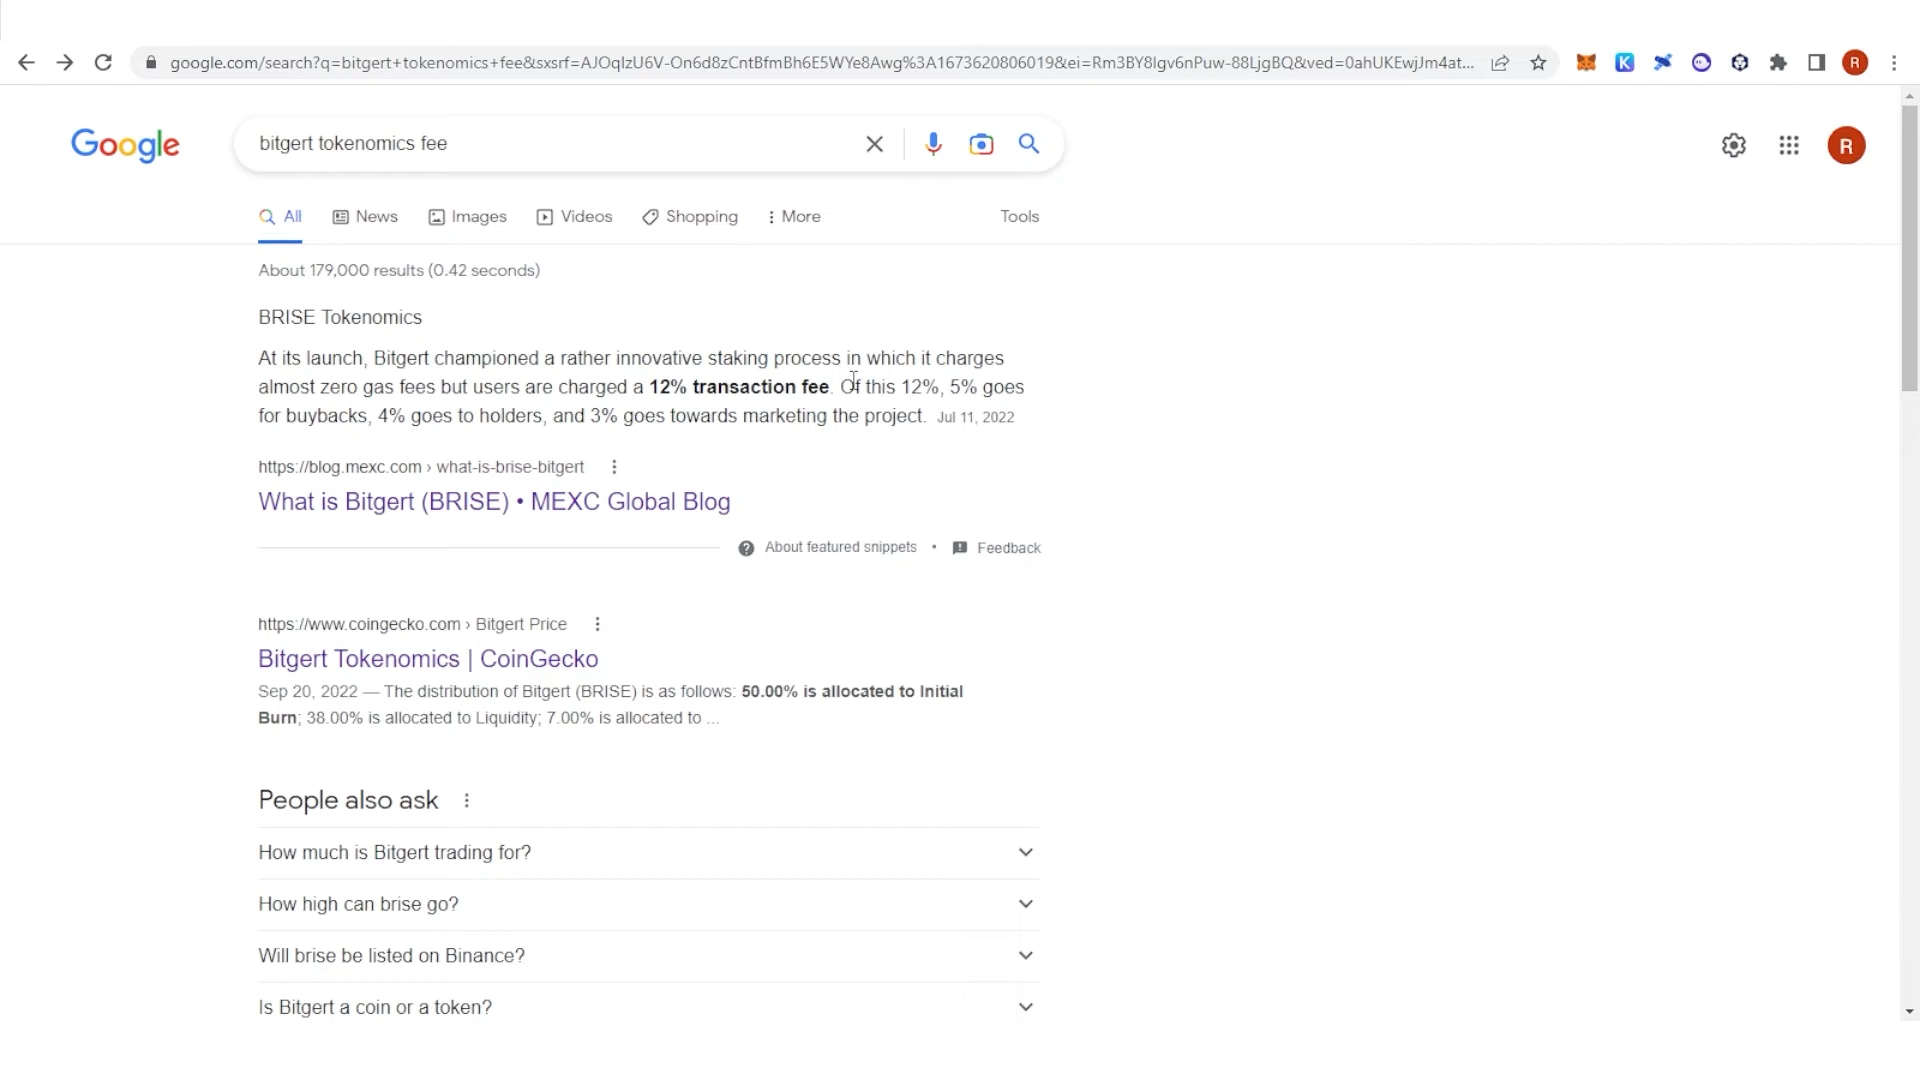 google.com/search?q=bitgert+tokenomics+fee&sxsrf=AJOqlzU6V-On6d8zCntBfmBh6E5WYe8Awg%3A1673620806019&ei=Rm3BY8lgv6nPuw-88LjgBQ&ved=0ahUKEwjJm4at...
K
R
Google
bitgert tokenomics fee
R
All
News
Images
Videos
Shopping
More
Tools
About 179,000 results (0.42 seconds)
BRISE Tokenomics
At its launch, Bitgert championed a rather innovative staking process in which it charges
almost zero gas fees but users are charged a 12% transaction fee. Of this 12%, 5% goes
for buybacks, 4% goes to holders, and 3% goes towards marketing the project. Jul 11, 2022
https://blog.mexc.com › what-is-brise-bitgert
What is Bitgert (BRISE) • MEXC Global Blog
About featured snippets • Feedback
https://www.coingecko.com › Bitgert Price
Bitgert Tokenomics | CoinGecko
Sep 20, 2022 — The distribution of Bitgert (BRISE) is as follows: 50.00% is allocated to Initial
Burn; 38.00% is allocated to Liquidity; 7.00% is allocated to ...
People also ask
How much is Bitgert trading for?
How high can brise go?
Will brise be listed on Binance?
Is Bitgert a coin or a token?